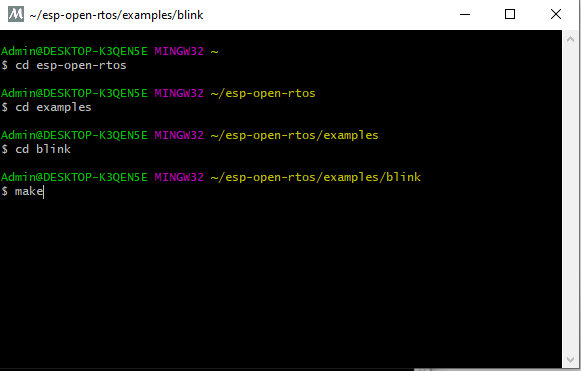 ~/esp-open-rtos/examples/blink
Admin@DESKTOP-K3QEN5E MINGW32 ~
$ cd esp-open-rtos
Admin@DESKTOP-K3QEN5E MINGW32 ~/esp-open-rtos
$ cd examples
Admin@DESKTOP-K3QEN5E MINGW32 ~/esp-open-rtos/examples
$ cd blink
Admin@DESKTOP-K3QEN5E MINGW32 ~/esp-open-rtos/examples/blink
$ make